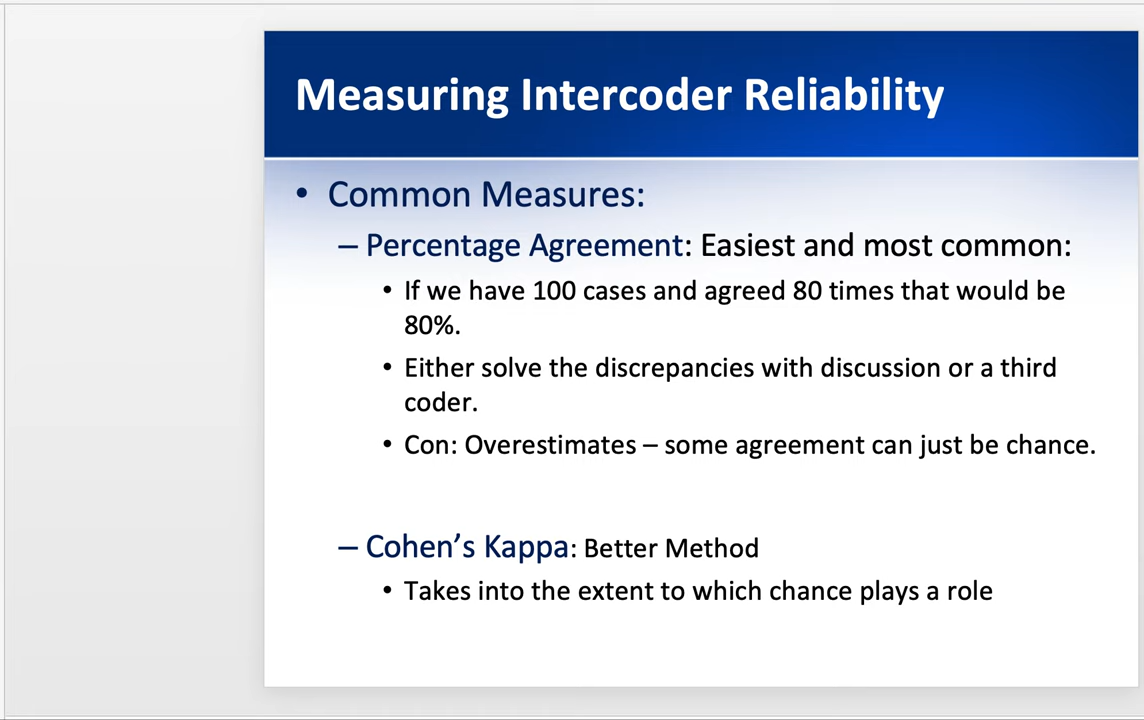 Measuring Intercoder Reliability
• Common Measures:
– Percentage Agreement: Easiest and most common:
• If we have 100 cases and agreed 80 times that would be
80%.
• Either solve the discrepancies with discussion or a third
coder.
• Con: Overestimates – some agreement can just be chance.
– Cohen’s Kappa: Better Method
• Takes into the extent to which chance plays a role